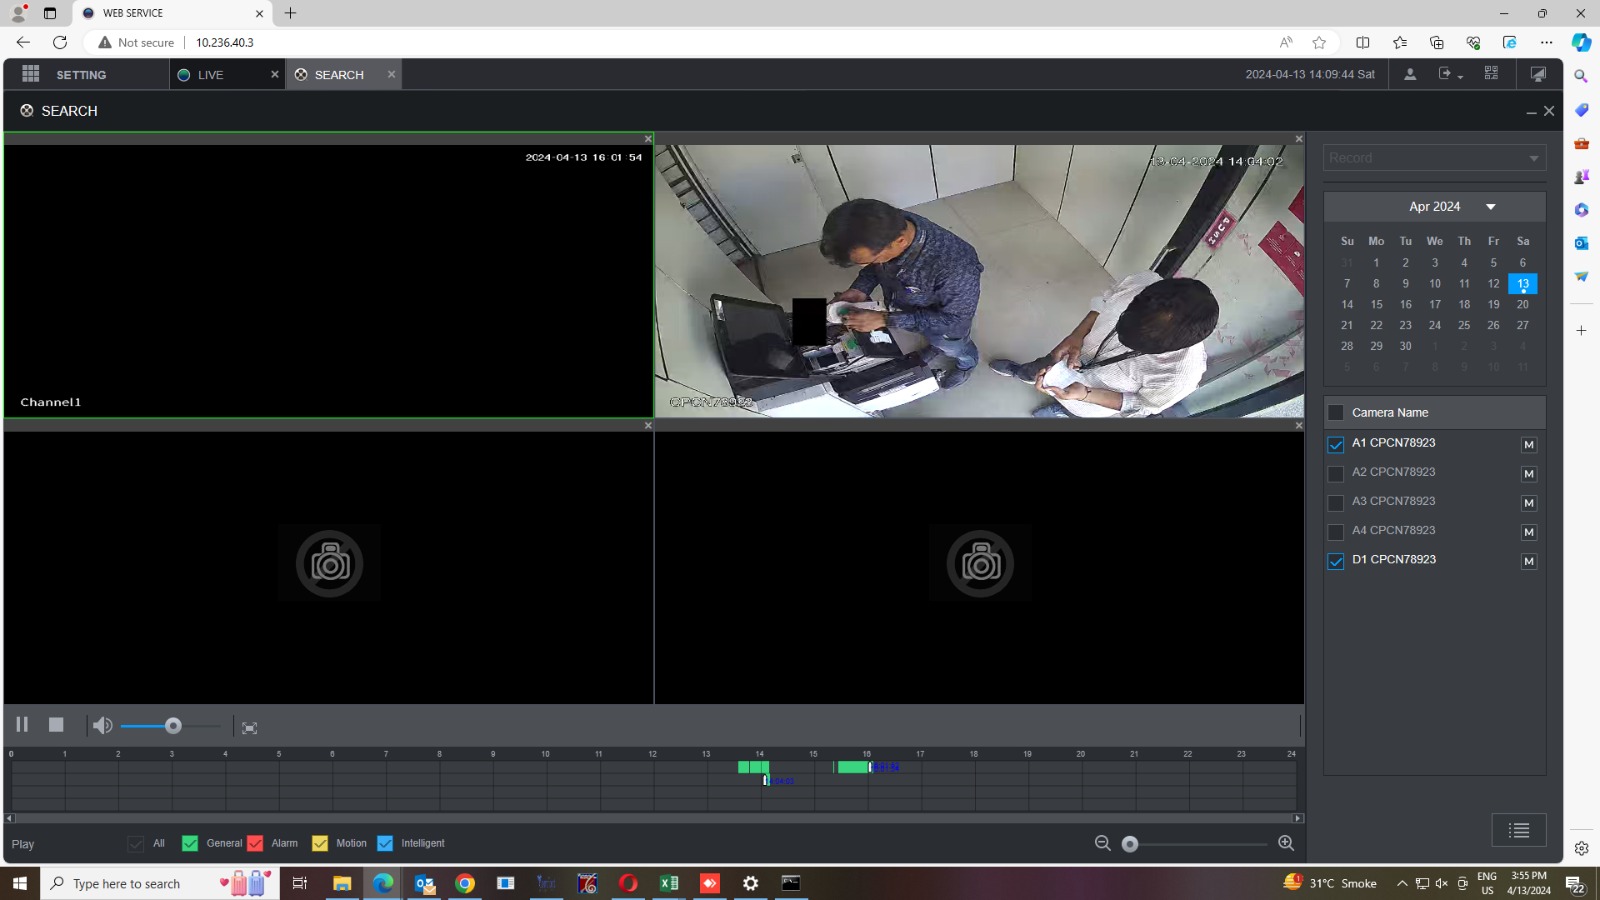 WEB SERVICE
Not secure
10.236.40.3
SETTING
LIVE
SEARCH
2024-04-13 14:09:44 Sat
SEARCH
2024-04-13 16:01:54
13-04-2024 14:04:02
PUSH
Channel1
CPCN78923
Record
Apr 2024
Su Mo Tu We Th Fr Sa
31 1 2 3 4 5 6
7 8 9 10 11 12 13
14 15 16 17 18 19 20
21 22 23 24 25 26 27
28 29 30 1 2 3 4
5 6 7 8 9 10 11
Camera Name
A1 CPCN78923 M
A2 CPCN78923 M
A3 CPCN78923 M
A4 CPCN78923 M
D1 CPCN78923 M
0 1 2 3 4 5 6 7 8 9 10 11 12 13 14 15 16 17 18 19 20 21 22 23 24
Play
All
General
Alarm
Motion
Intelligent
Type here to search
31°C Smoke
ENG
US
3:55 PM
4/13/2024
22